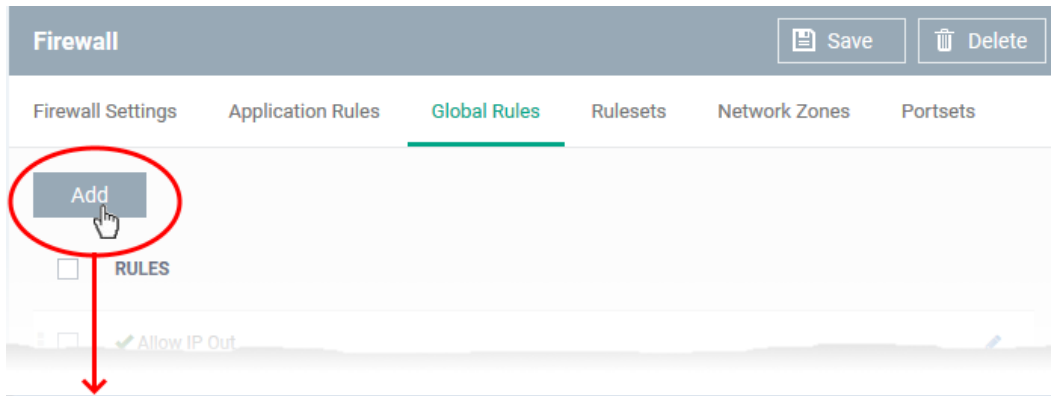 Firewall Save Delete
Firewall Settings Application Rules Global Rules Rulesets Network Zones Portsets
Add
RULES
Allow IP Out